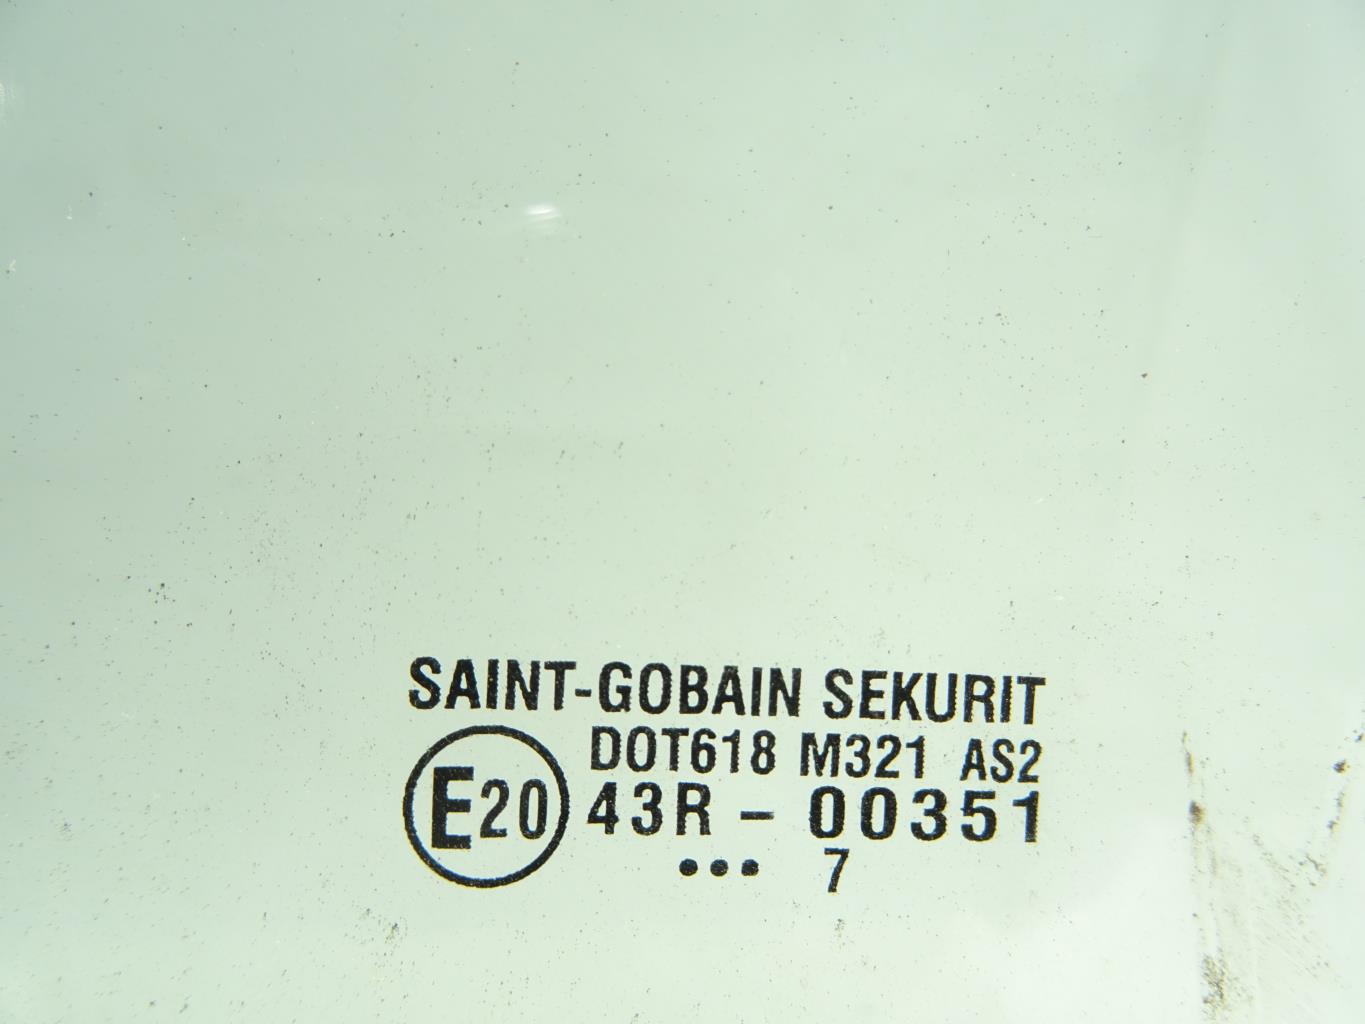 SAINT-GOBAIN SEKURIT
DOT618 M321 AS2
E20 43R - 00351
••• 7